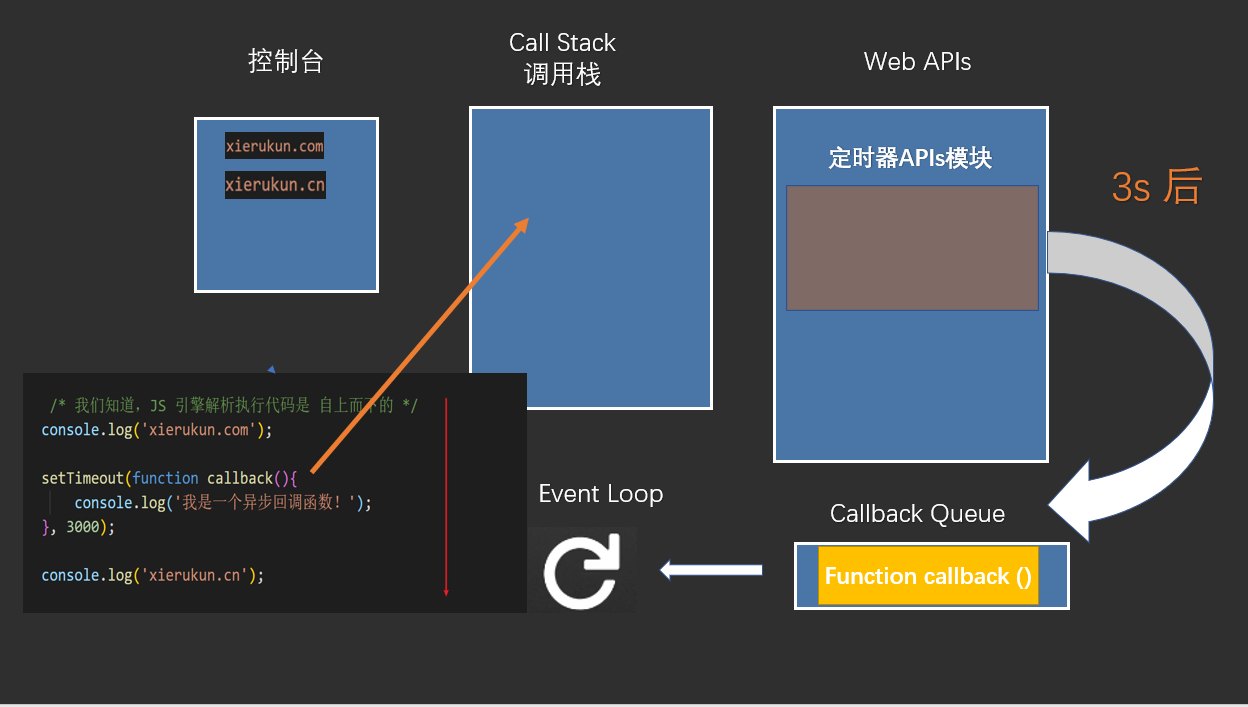 控制台
Call Stack
调用栈
Web APIs
xierukun.com
xierukun.cn
定时器APIs模块
3s 后
/* 我们知道，JS 引擎解析执行代码是 自上而下的 */
console.log('xierukun.com');
setTimeout(function callback(){
console.log('我是一个异步回调函数！');
}, 3000);
console.log('xierukun.cn');
Event Loop
Callback Queue
Function callback ()